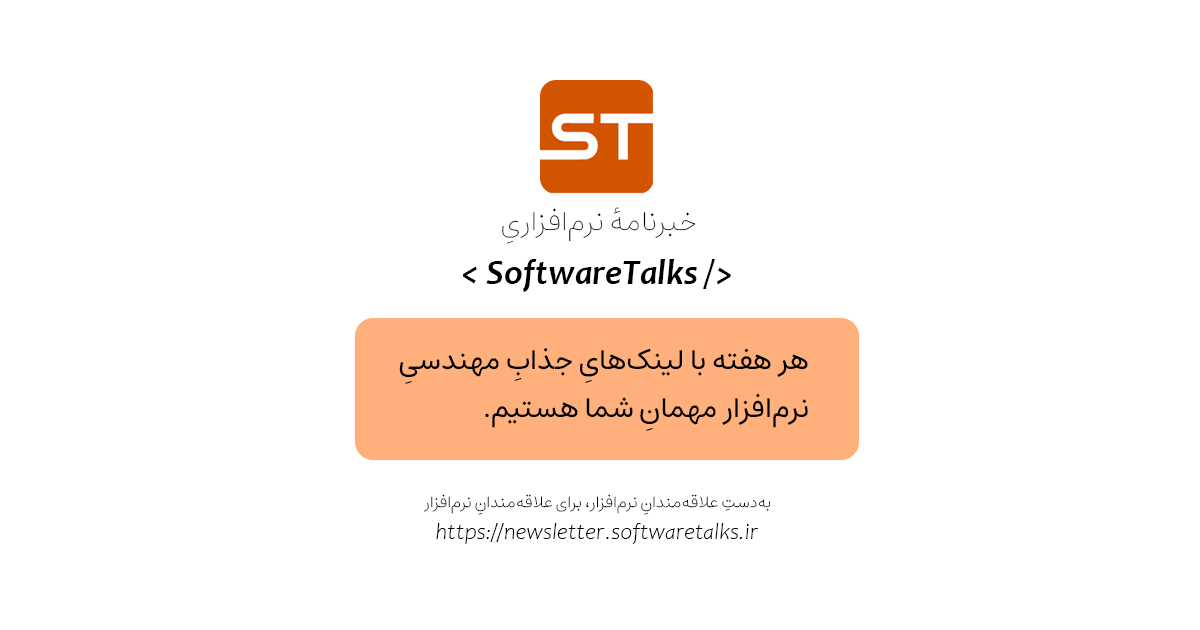 ST
خبرنامهٔ نرم‌افزاریِ
< SoftwareTalks />
هر هفته با لینک‌هایِ جذابِ مهندسیِ
نرم‌افزار مهمانِ شما هستیم.
به‌دستِ علاقه‌مندانِ نرم‌افزار، برای علاقه‌مندانِ نرم‌افزار
https://newsletter.softwaretalks.ir